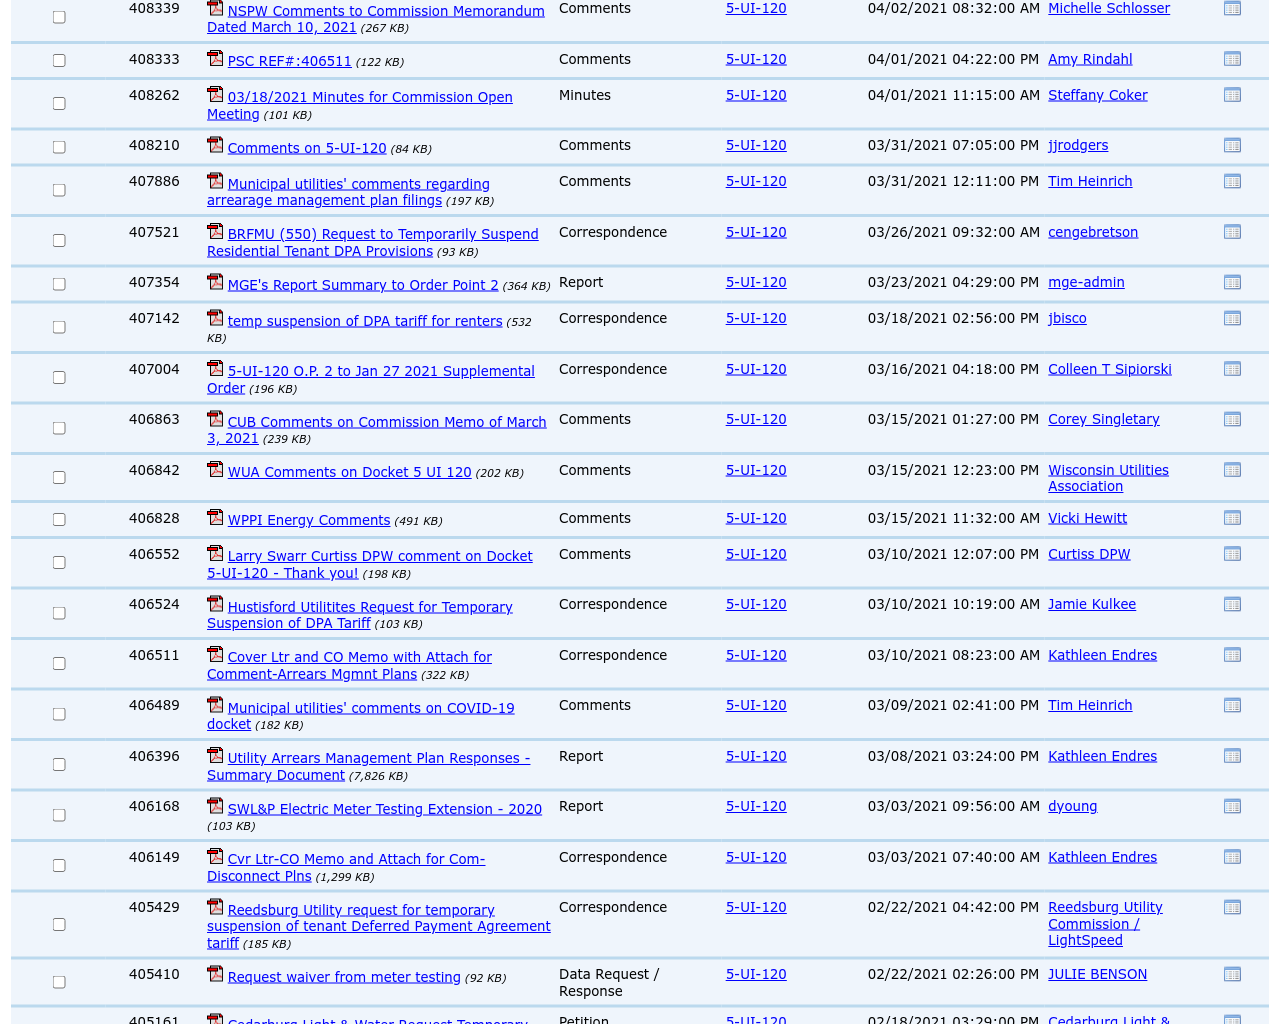 408339 NSPW Comments to Commission Memorandum Comments 5-UI-120 04/02/2021 08:32:00 AM Michelle Schlosser
Dated March 10, 2021 (267 KB)
408333 PSC REF#:406511 (122 KB) Comments 5-UI-120 04/01/2021 04:22:00 PM Amy Rindahl
408262 03/18/2021 Minutes for Commission Open Minutes 5-UI-120 04/01/2021 11:15:00 AM Steffany Coker
Meeting (101 KB)
408210 Comments on 5-UI-120 (84 KB) Comments 5-UI-120 03/31/2021 07:05:00 PM jjrodgers
407886 Municipal utilities' comments regarding Comments 5-UI-120 03/31/2021 12:11:00 PM Tim Heinrich
arrearage management plan filings (197 KB)
407521 BRFMU (550) Request to Temporarily Suspend Correspondence 5-UI-120 03/26/2021 09:32:00 AM cengebretson
Residential Tenant DPA Provisions (93 KB)
407354 MGE's Report Summary to Order Point 2 (364 KB) Report 5-UI-120 03/23/2021 04:29:00 PM mge-admin
407142 temp suspension of DPA tariff for renters (532 Correspondence 5-UI-120 03/18/2021 02:56:00 PM jbisco
KB)
407004 5-UI-120 O.P. 2 to Jan 27 2021 Supplemental Correspondence 5-UI-120 03/16/2021 04:18:00 PM Colleen T Sipiorski
Order (196 KB)
406863 CUB Comments on Commission Memo of March Comments 5-UI-120 03/15/2021 01:27:00 PM Corey Singletary
3, 2021 (239 KB)
406842 WUA Comments on Docket 5 UI 120 (202 KB) Comments 5-UI-120 03/15/2021 12:23:00 PM Wisconsin Utilities
Association
406828 WPPI Energy Comments (491 KB) Comments 5-UI-120 03/15/2021 11:32:00 AM Vicki Hewitt
406552 Larry Swarr Curtiss DPW comment on Docket Comments 5-UI-120 03/10/2021 12:07:00 PM Curtiss DPW
5-UI-120 - Thank you! (198 KB)
406524 Hustisford Utilitites Request for Temporary Correspondence 5-UI-120 03/10/2021 10:19:00 AM Jamie Kulkee
Suspension of DPA Tariff (103 KB)
406511 Cover Ltr and CO Memo with Attach for Correspondence 5-UI-120 03/10/2021 08:23:00 AM Kathleen Endres
Comment-Arrears Mgmnt Plans (322 KB)
406489 Municipal utilities' comments on COVID-19 Comments 5-UI-120 03/09/2021 02:41:00 PM Tim Heinrich
docket (182 KB)
406396 Utility Arrears Management Plan Responses - Report 5-UI-120 03/08/2021 03:24:00 PM Kathleen Endres
Summary Document (7,826 KB)
406168 SWL&P Electric Meter Testing Extension - 2020 Report 5-UI-120 03/03/2021 09:56:00 AM dyoung
(103 KB)
406149 Cvr Ltr-CO Memo and Attach for Com- Correspondence 5-UI-120 03/03/2021 07:40:00 AM Kathleen Endres
Disconnect Plns (1,299 KB)
405429 Reedsburg Utility request for temporary Correspondence 5-UI-120 02/22/2021 04:42:00 PM Reedsburg Utility
suspension of tenant Deferred Payment Agreement Commission /
tariff (185 KB) LightSpeed
405410 Request waiver from meter testing (92 KB) Data Request / 5-UI-120 02/22/2021 02:26:00 PM JULIE BENSON
Response
405161 Cedarburg Light & Water Request Temporary Petition 5-UI-120 02/18/2021 03:29:00 PM Cedarburg Light &